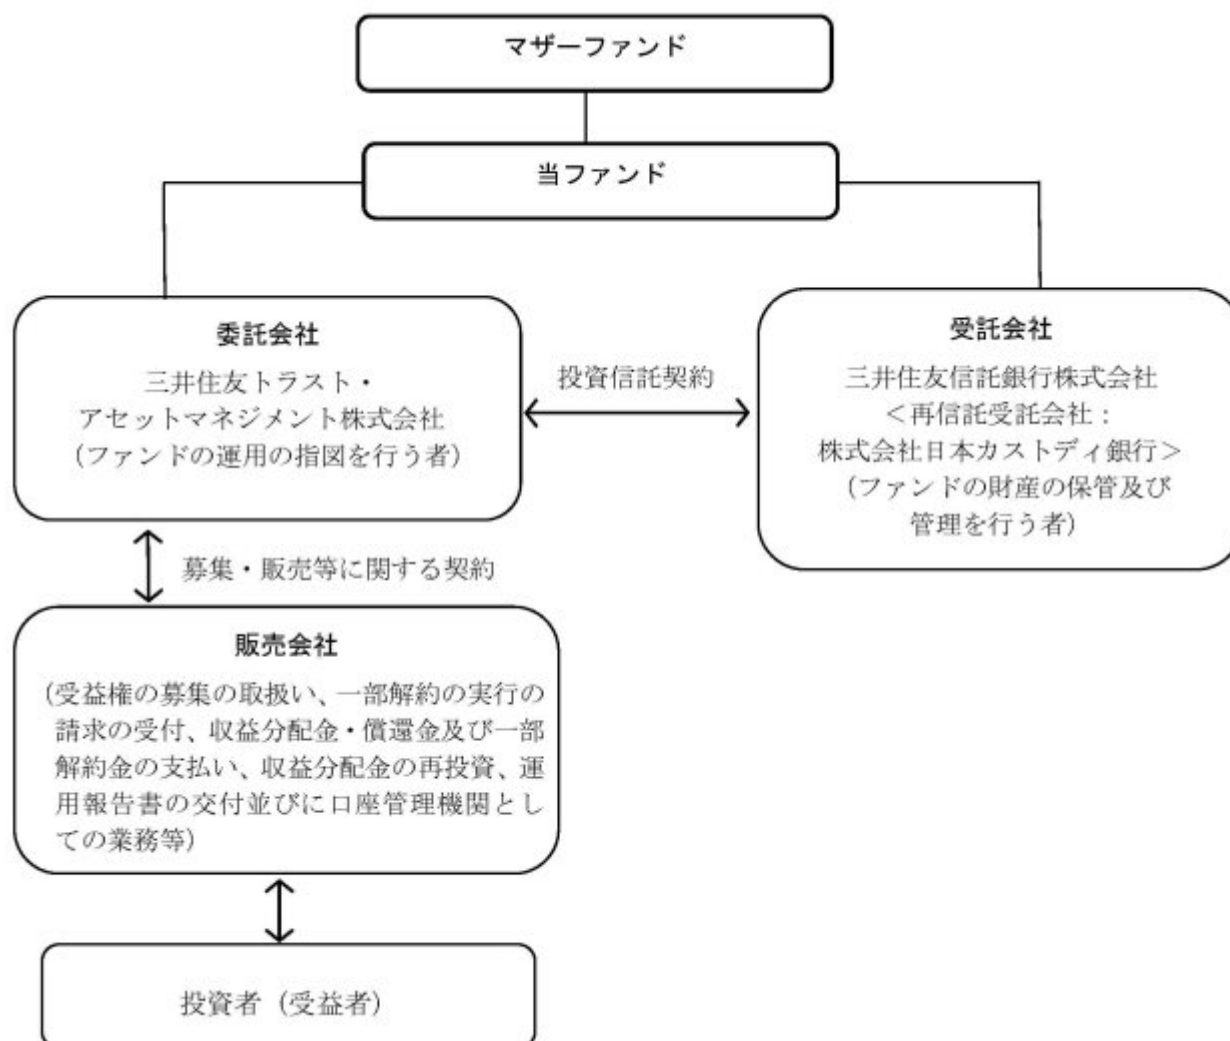 マザーファンド
当ファンド
委託会社
三井住友トラスト・
アセットマネジメント株式会社
（ファンドの運用の指図を行う者）
投資信託契約
受託会社
三井住友信託銀行株式会社
＜再信託受託会社：
株式会社日本カストディ銀行＞
（ファンドの財産の保管及び
管理を行う者）
募集・販売等に関する契約
販売会社
（受益権の募集の取扱い、一部解約の実行の
請求の受付、収益分配金・償還金及び一部
解約金の支払い、収益分配金の再投資、運
用報告書の交付並びに口座管理機関とし
ての業務等）
投資者（受益者）